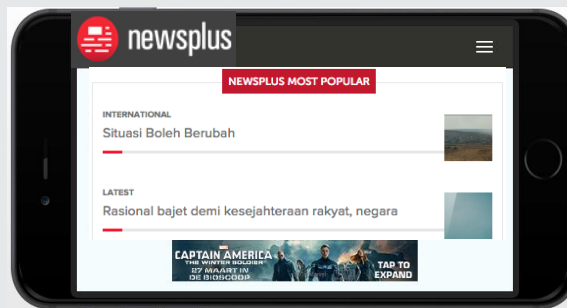 newsplus
NEWSPLUS MOST POPULAR
INTERNATIONAL
Situasi Boleh Berubah
LATEST
Rasional bajet demi kesejahteraan rakyat, negara
MARVEL
CAPTAIN AMERICA
THE WINTER SOLDIER
27 MAART IN
DE BIOSCOOP
TAP TO
EXPAND